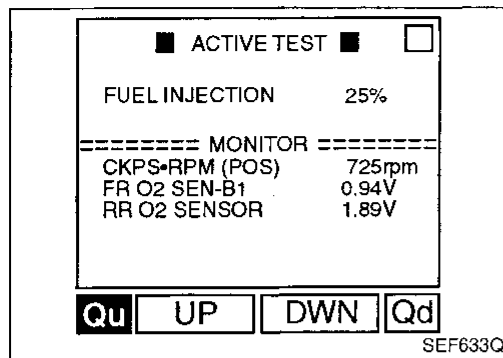 ■ ACTIVE TEST ■ □
FUEL INJECTION 25%
======== MONITOR ========
CKPS•RPM (POS) 725rpm
FR O2 SEN-B1 0.94V
RR O2 SENSOR 1.89V
Qu UP DWN Qd
SEF633Q